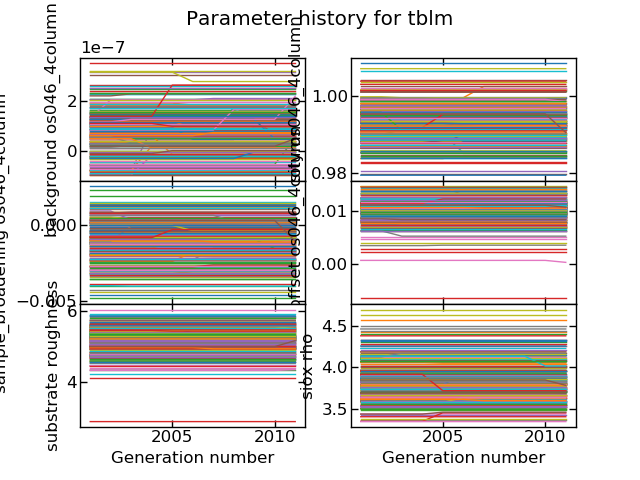 Parameter history for tblm
1e−7
background os046_4column
2
0
1.00
0.98
os046_4column
sample_broadening os046_4column
0.000
−0.005
offset os046_4column
0.01
0.00
substrate roughness
6
4
2005
2010
Generation number
siox rho
4.5
4.0
3.5
2005
2010
Generation number